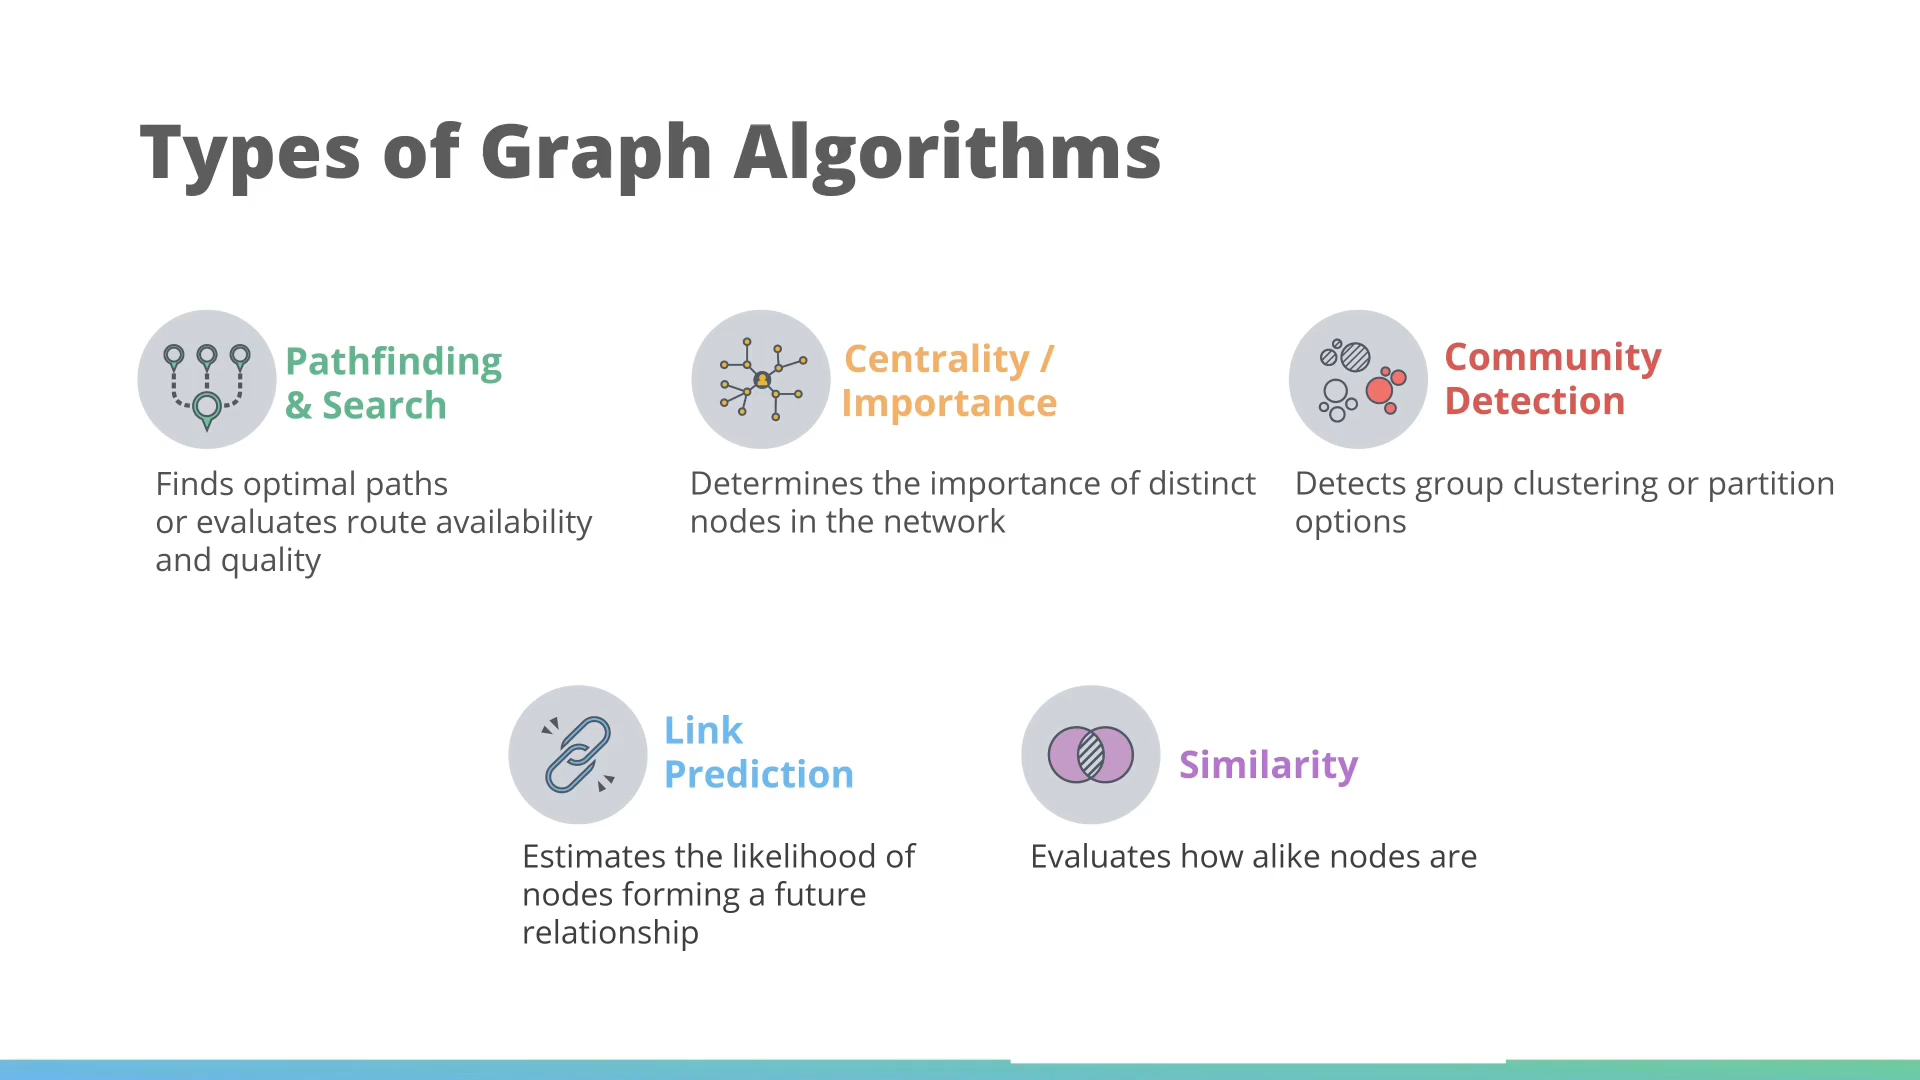 Types of Graph Algorithms
Pathfinding
& Search
Finds optimal paths
or evaluates route availability
and quality
Centrality /
Importance
Determines the importance of distinct
nodes in the network
Community
Detection
Detects group clustering or partition
options
Link
Prediction
Estimates the likelihood of
nodes forming a future
relationship
Similarity
Evaluates how alike nodes are